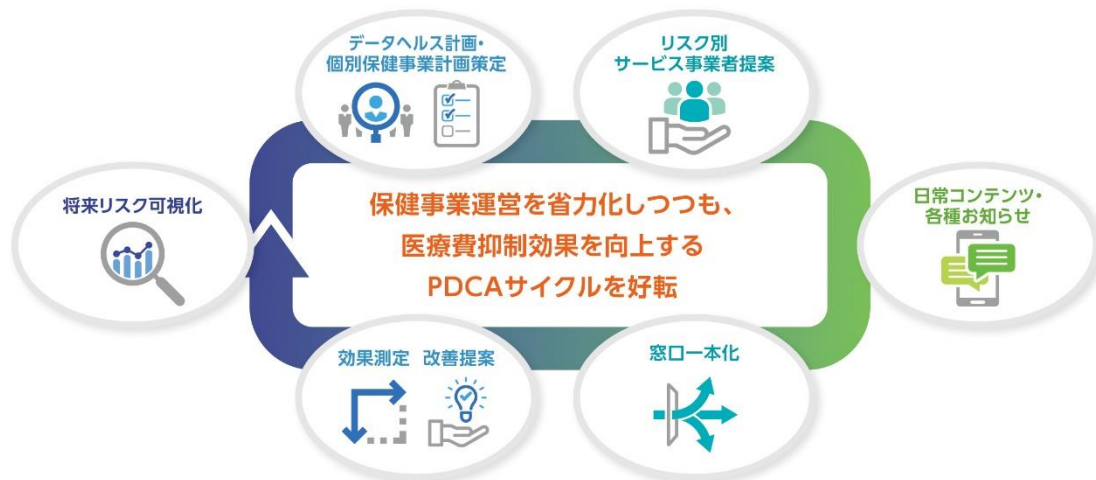 データヘルス計画・
個別保健事業計画策定
リスク別
サービス事業者提案
将来リスク可視化
保健事業運営を省力化しつつも、
医療費抑制効果を向上する
PDCAサイクルを好転
日常コンテンツ・
各種お知らせ
効果測定 改善提案
窓口一本化